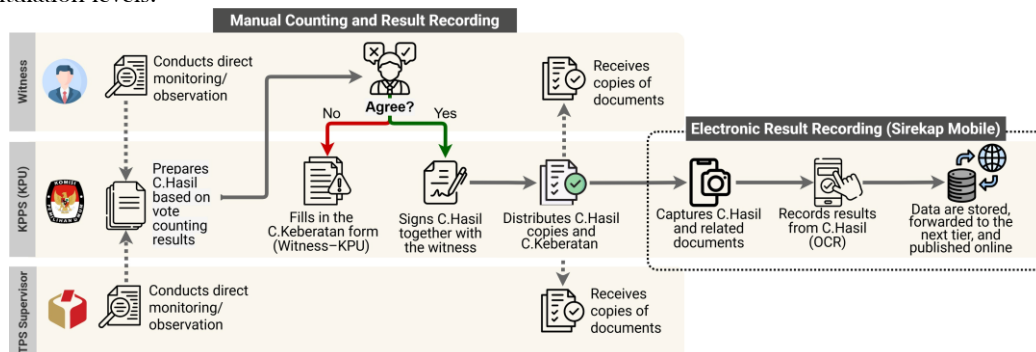 Manual Counting and Result Recording
Witness
Conducts direct
monitoring/
observation
Agree?
No
Yes
Receives
copies of
documents
Electronic Result Recording (Sirekap Mobile)
KPPS (KPU)
Prepares
C.Hasil
based on
vote
counting
results
Fills in the
C.Keberatan form
(Witness–KPU)
Signs C.Hasil
together with
the witness
Distributes C.Hasil
copies and
C.Keberatan
Captures C.Hasil
and related
documents
Records results
from C.Hasil
(OCR)
Data are stored,
forwarded to the
next tier, and
published online
TPS Supervisor
Conducts direct
monitoring/
observation
Receives
copies of
documents